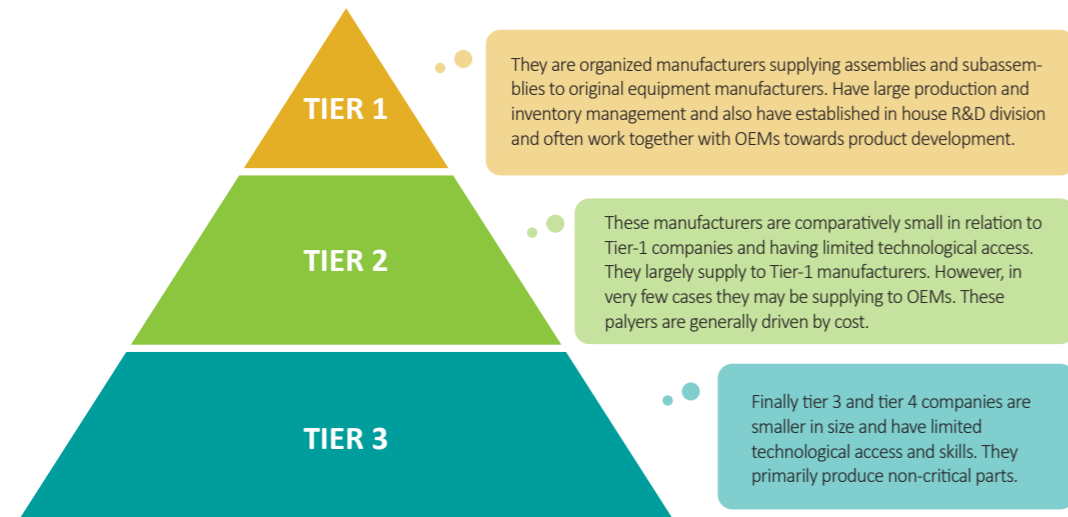 TIER 1
They are organized manufacturers supplying assemblies and subassem-
blies to original equipment manufacturers. Have large production and
inventory management and also have established in house R&D division
and often work together with OEMs towards product development.
TIER 2
These manufacturers are comparatively small in relation to
Tier-1 companies and having limited technological access.
They largely supply to Tier-1 manufacturers. However, in
very few cases they may be supplying to OEMs. These
palyers are generally driven by cost.
TIER 3
Finally tier 3 and tier 4 companies are
smaller in size and have limited
technological access and skills. They
primarily produce non-critical parts.